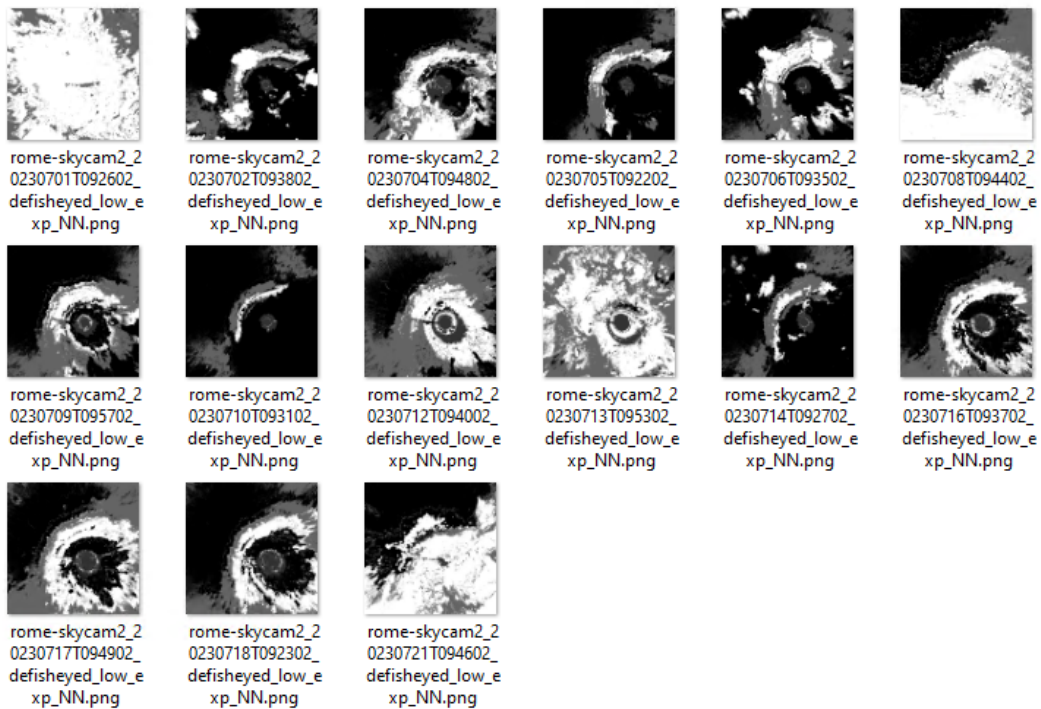 rome-skycam2_2
0230701T092602_
defisheyed_low_e
xp_NN.png
rome-skycam2_2
0230702T093802_
defisheyed_low_e
xp_NN.png
rome-skycam2_2
0230704T094802_
defisheyed_low_e
xp_NN.png
rome-skycam2_2
0230705T092202_
defisheyed_low_e
xp_NN.png
rome-skycam2_2
0230706T093502_
defisheyed_low_e
xp_NN.png
rome-skycam2_2
0230708T094402_
defisheyed_low_e
xp_NN.png
rome-skycam2_2
0230709T095702_
defisheyed_low_e
xp_NN.png
rome-skycam2_2
0230710T093102_
defisheyed_low_e
xp_NN.png
rome-skycam2_2
0230712T094002_
defisheyed_low_e
xp_NN.png
rome-skycam2_2
0230713T095302_
defisheyed_low_e
xp_NN.png
rome-skycam2_2
0230714T092702_
defisheyed_low_e
xp_NN.png
rome-skycam2_2
0230716T093702_
defisheyed_low_e
xp_NN.png
rome-skycam2_2
0230717T094902_
defisheyed_low_e
xp_NN.png
rome-skycam2_2
0230718T092302_
defisheyed_low_e
xp_NN.png
rome-skycam2_2
0230721T094602_
defisheyed_low_e
xp_NN.png